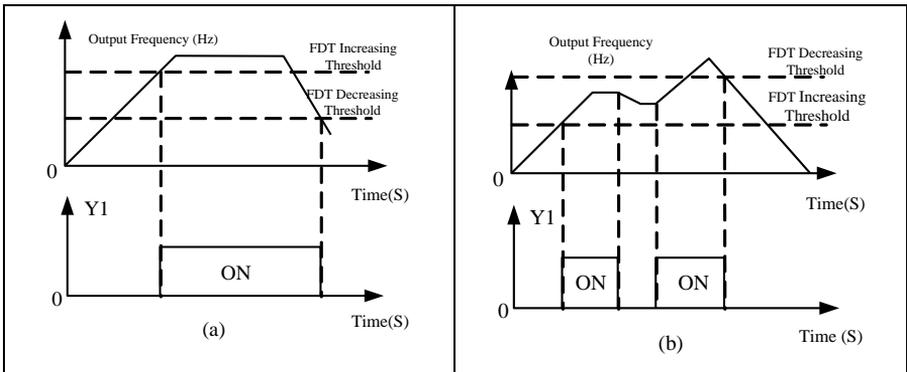 Output Frequency (Hz)
FDT Increasing
Threshold
FDT Decreasing
Threshold
0
Time(S)
Y1
ON
0
Time(S)
(a)
Output Frequency
(Hz)
FDT Decreasing
Threshold
FDT Increasing
Threshold
0
Time(S)
Y1
ON
ON
0
Time (S)
(b)